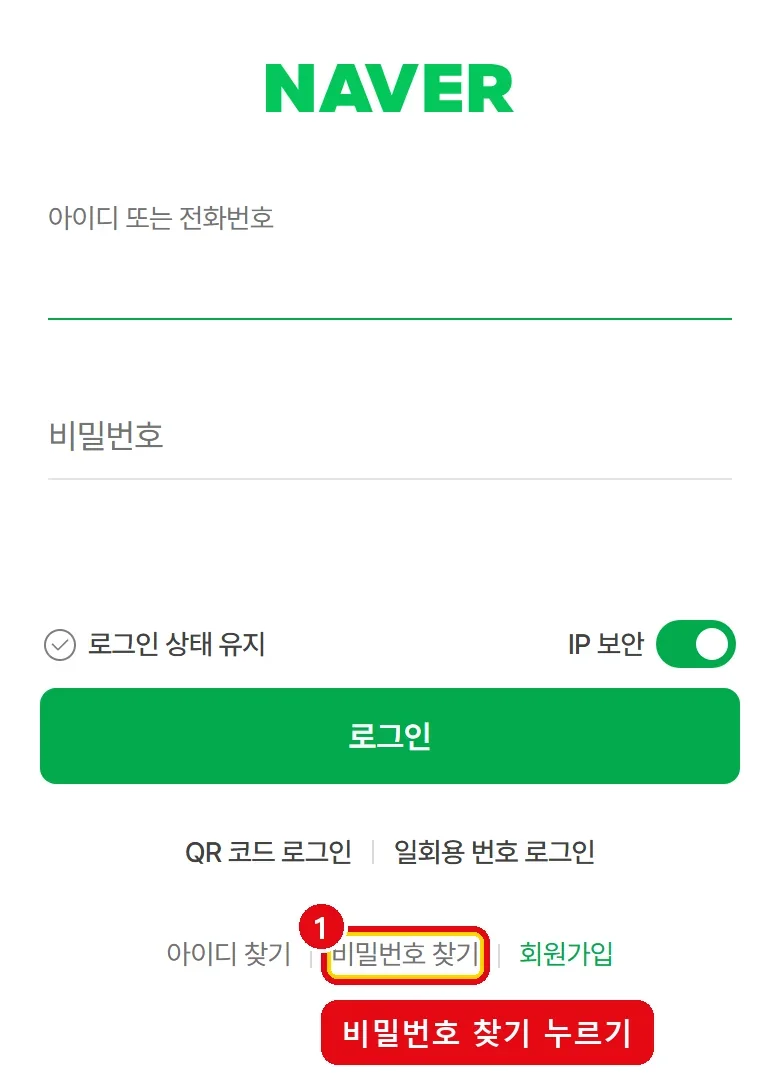 NAVER
아이디 또는 전화번호
비밀번호
로그인 상태 유지 IP 보안
로그인
QR 코드 로그인 일회용 번호 로그인
1
아이디 찾기 비밀번호 찾기 회원가입
비밀번호 찾기 누르기